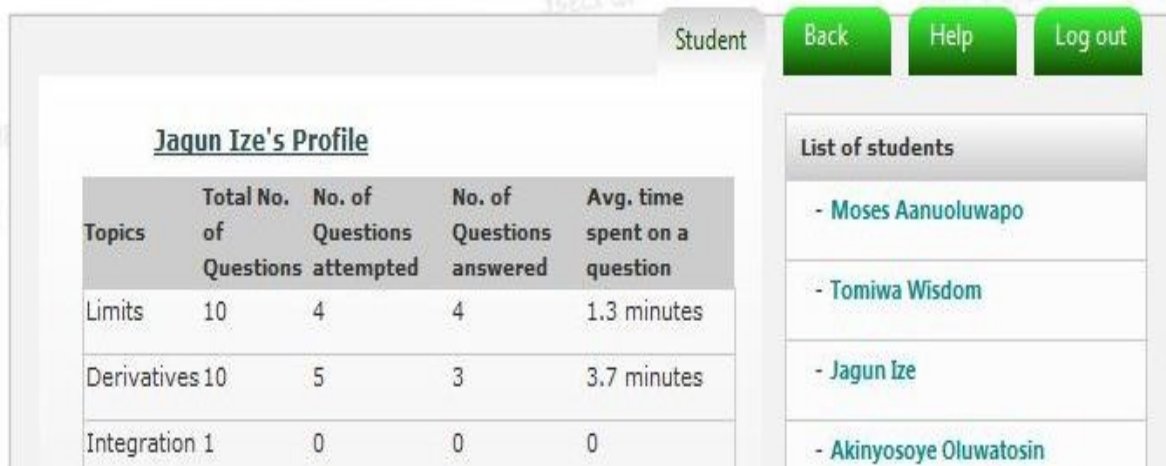 Student
Back
Help
Log out
Jagun Ize's Profile
Topics
Total No. of Questions
No. of Questions attempted
No. of Questions answered
Avg. time spent on a question
Limits 10 4 4 1.3 minutes
Derivatives 10 5 3 3.7 minutes
Integration 1 0 0 0
List of students
- Moses Aanuoluwapo
- Tomiwa Wisdom
- Jagun Ize
- Akinyosoye Oluwatosin